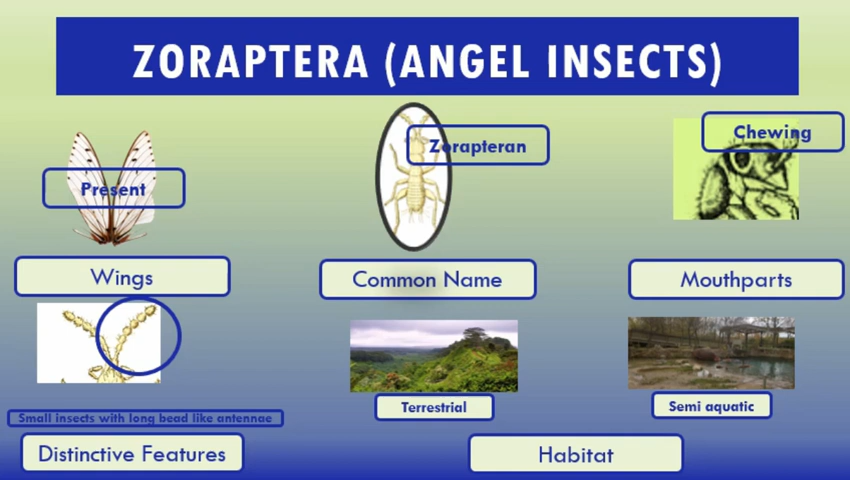 ZORAPTERA (ANGEL INSECTS)
Present
Zorapteran
Chewing
Wings
Common Name
Mouthparts
Terrestrial
Semi aquatic
Small insects with long bead like antennae
Distinctive Features
Habitat